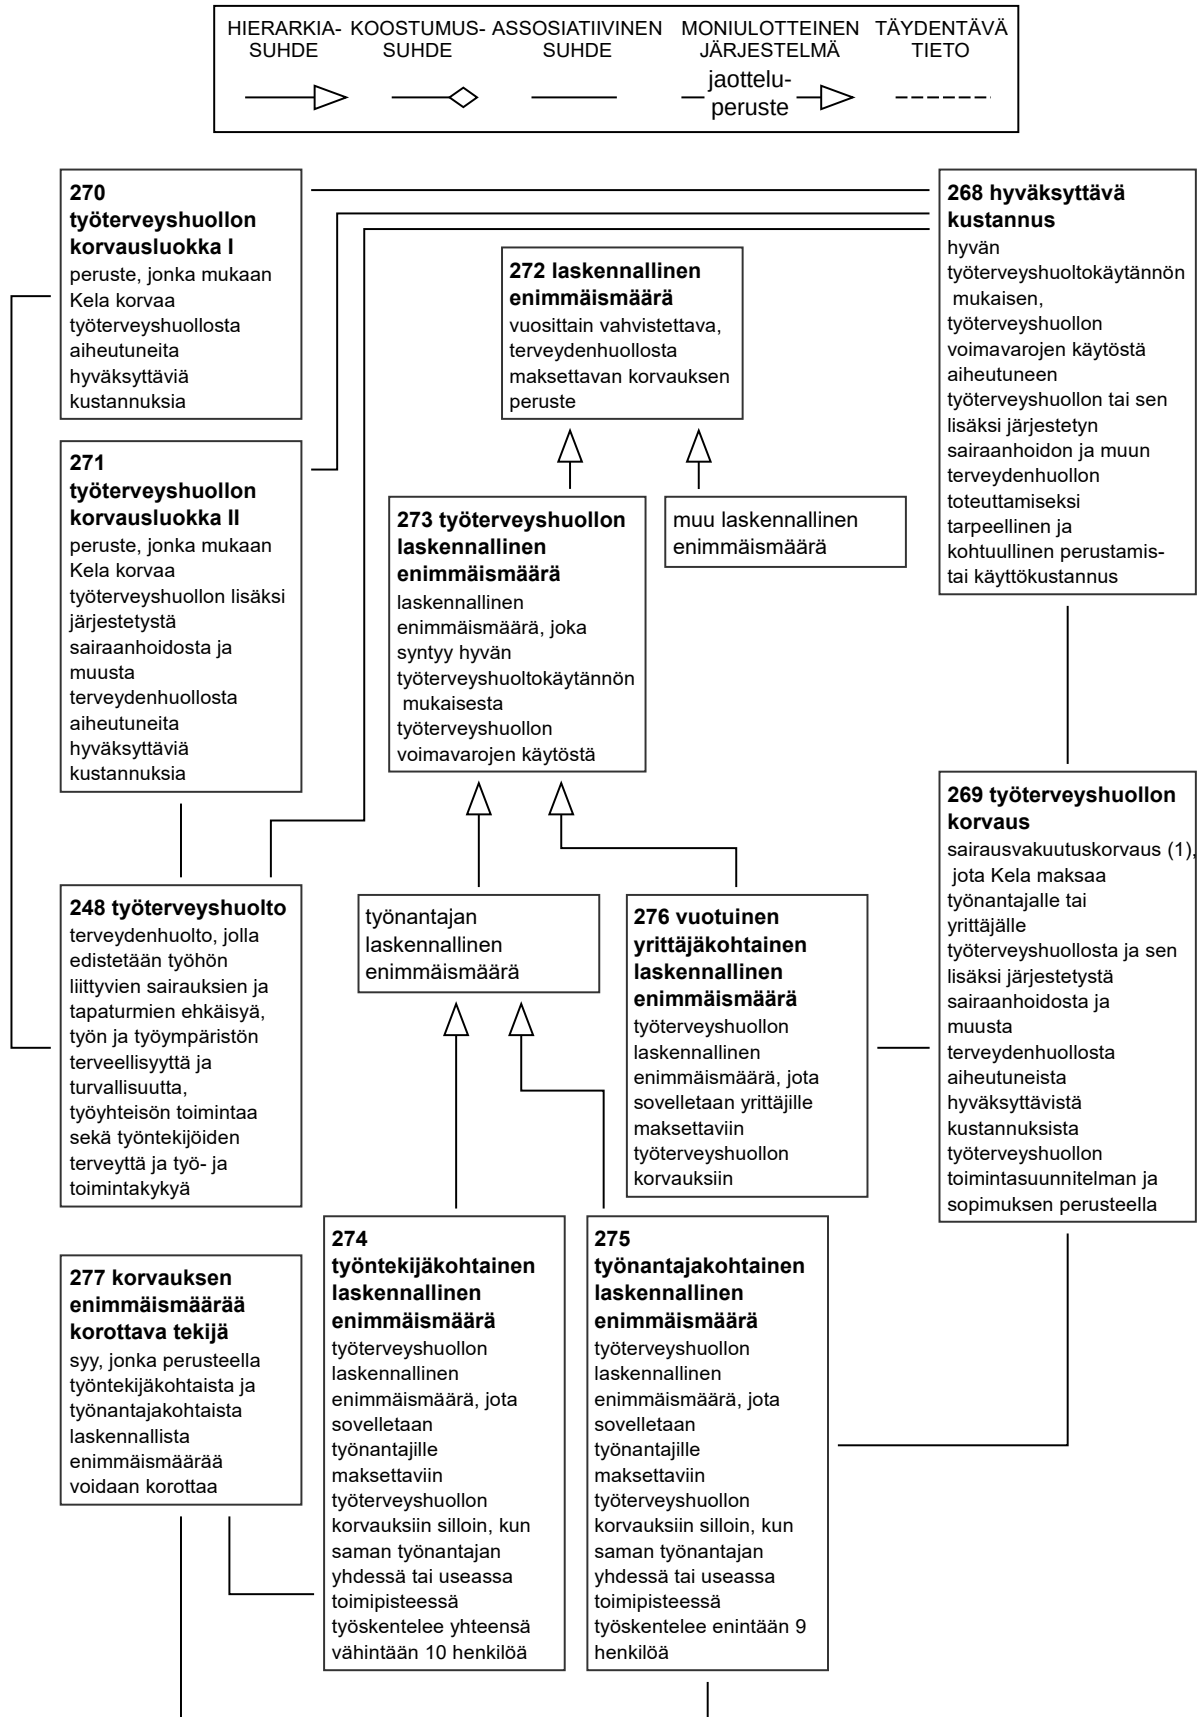 HIERARKIA-
SUHDE
KOOSTUMUS-
SUHDE
ASSOSIATIIVINEN
SUHDE
MONIULOTTEINEN
JÄRJESTELMÄ
TÄYDENTÄVÄ
TIETO
jaottelu-
peruste
270
työterveyshuollon
korvausluokka I
peruste, jonka mukaan
Kela korvaa
työterveyshuollosta
aiheutuneita
hyväksyttäviä
kustannuksia
268 hyväksyttävä
kustannus
hyvän
työterveyshuoltokäytännön
mukaisen,
työterveyshuollon
voimavarojen käytöstä
aiheutuneen
työterveyshuollon tai sen
lisäksi järjestetyn
sairaanhoidon ja muun
terveydenhuollon
toteuttamiseksi
tarpeellinen ja
kohtuullinen perustamis-
tai käyttökustannus
272 laskennallinen
enimmäismäärä
vuosittain vahvistettava,
terveydenhuollosta
maksettavan korvauksen
peruste
271
työterveyshuollon
korvausluokka II
peruste, jonka mukaan
Kela korvaa
työterveyshuollon lisäksi
järjestetystä
sairaanhoidosta ja
muusta
terveydenhuollosta
aiheutuneita
hyväksyttäviä
kustannuksia
273 työterveyshuollon
laskennallinen
enimmäismäärä
laskennallinen
enimmäismäärä, joka
syntyy hyvän
työterveyshuoltokäytännön
mukaisesta
työterveyshuollon
voimavarojen käytöstä
muu laskennallinen
enimmäismäärä
269 työterveyshuollon
korvaus
sairausvakuutuskorvaus (1),
jota Kela maksaa
työnantajalle tai
yrittäjälle
työterveyshuollosta ja sen
lisäksi järjestetystä
sairaanhoidosta ja
muusta
terveydenhuollosta
aiheutuneista
hyväksyttävistä
kustannuksista
työterveyshuollon
toimintasuunnitelman ja
sopimuksen perusteella
248 työterveyshuolto
terveydenhuolto, jolla
edistetään työhön
liittyvien sairauksien ja
tapaturmien ehkäisyä,
työn ja työympäristön
terveellisyyttä ja
turvallisuutta,
työyhteisön toimintaa
sekä työntekijöiden
terveyttä ja työ- ja
toimintakykyä
työnantajan
laskennallinen
enimmäismäärä
276 vuotuinen
yrittäjäkohtainen
laskennallinen
enimmäismäärä
työterveyshuollon
laskennallinen
enimmäismäärä, jota
sovelletaan yrittäjille
maksettaviin
työterveyshuollon
korvauksiin
277 korvauksen
enimmäismäärää
korottava tekijä
syy, jonka perusteella
työntekijäkohtaista ja
työnantajakohtaista
laskennallista
enimmäismäärää
voidaan korottaa
274
työntekijäkohtainen
laskennallinen
enimmäismäärä
työterveyshuollon
laskennallinen
enimmäismäärä, jota
sovelletaan
työnantajille
maksettaviin
työterveyshuollon
korvauksiin silloin, kun
saman työnantajan
yhdessä tai useassa
toimipisteessä
työskentelee yhteensä
vähintään 10 henkilöä
275
työnantajakohtainen
laskennallinen
enimmäismäärä
työterveyshuollon
laskennallinen
enimmäismäärä, jota
sovelletaan
työnantajille
maksettaviin
työterveyshuollon
korvauksiin silloin, kun
saman työnantajan
yhdessä tai useassa
toimipisteessä
työskentelee enintään 9
henkilöä